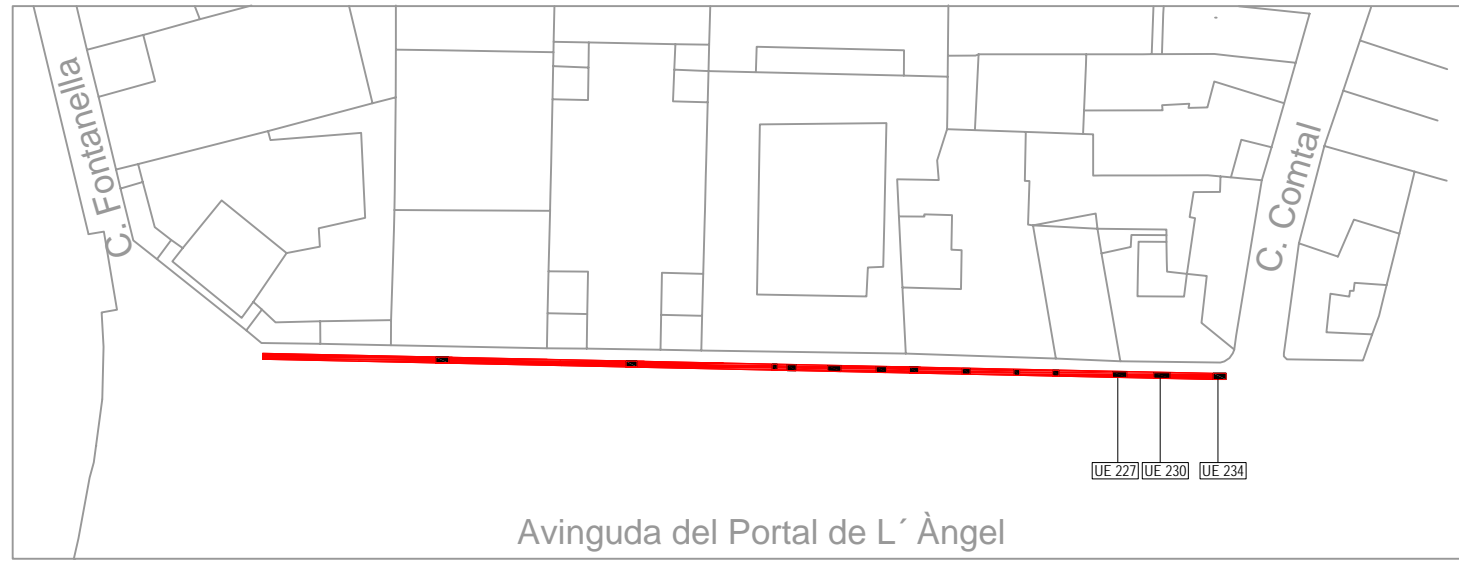 C. Fontanella
C. Comtal
UE 227 UE 230 UE 234
Avinguda del Portal de L´ Àngel